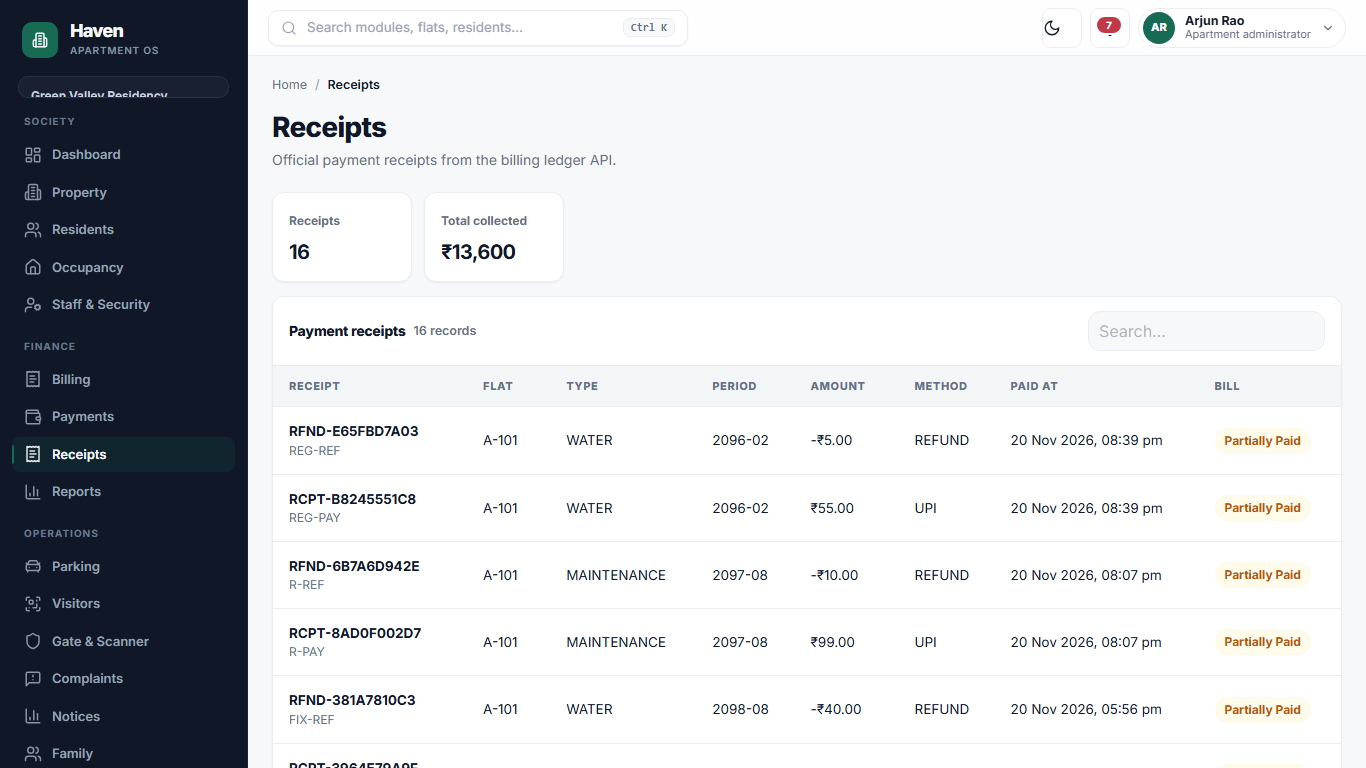 Haven
APARTMENT OS
Green Valley Residency
SOCIETY
Dashboard
Property
Residents
Occupancy
Staff & Security
FINANCE
Billing
Payments
Receipts
Reports
OPERATIONS
Parking
Visitors
Gate & Scanner
Complaints
Notices
Family
Search modules, flats, residents...
Ctrl K
7
AR
Arjun Rao
Apartment administrator
Home / Receipts
Receipts
Official payment receipts from the billing ledger API.
Receipts
16
Total collected
₹13,600
Payment receipts 16 records
Search...
RECEIPT FLAT TYPE PERIOD AMOUNT METHOD PAID AT BILL
RFND-E65FBD7A03
REG-REF
A-101 WATER 2096-02 -₹5.00 REFUND 20 Nov 2026, 08:39 pm Partially Paid
RCPT-B8245551C8
REG-PAY
A-101 WATER 2096-02 ₹55.00 UPI 20 Nov 2026, 08:39 pm Partially Paid
RFND-6B7A6D942E
R-REF
A-101 MAINTENANCE 2097-08 -₹10.00 REFUND 20 Nov 2026, 08:07 pm Partially Paid
RCPT-8AD0F002D7
R-PAY
A-101 MAINTENANCE 2097-08 ₹99.00 UPI 20 Nov 2026, 08:07 pm Partially Paid
RFND-381A7810C3
FIX-REF
A-101 WATER 2098-08 -₹40.00 REFUND 20 Nov 2026, 05:56 pm Partially Paid